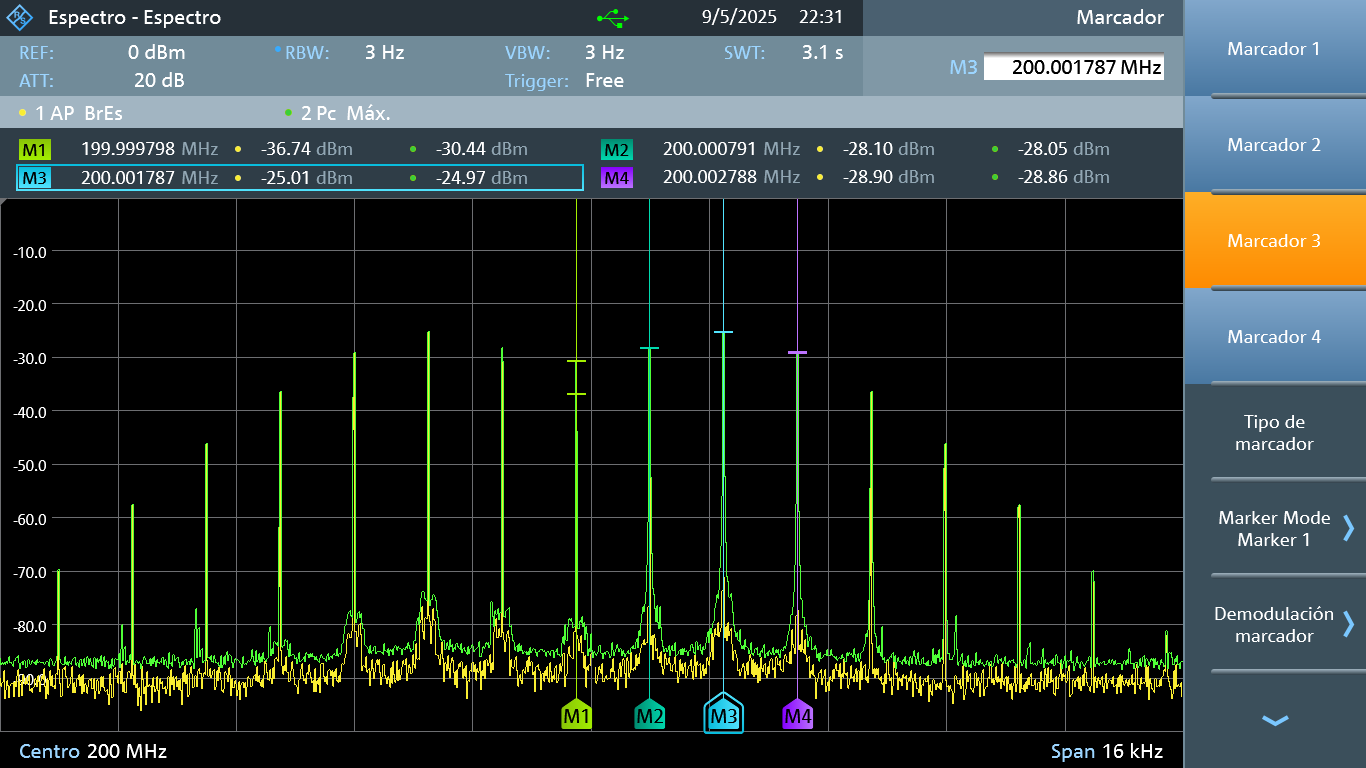 Espectro - Espectro 9/5/2025 22:31 Marcador
REF: 0 dBm RBW: 3 Hz VBW: 3 Hz SWT: 3.1 s
M3 200.001787 MHz
ATT: 20 dB Trigger: Free
1 AP BrEs 2 Pc Máx.
M1 199.999798 MHz -36.74 dBm -30.44 dBm M2 200.000791 MHz -28.10 dBm -28.05 dBm
M3 200.001787 MHz -25.01 dBm -24.97 dBm M4 200.002788 MHz -28.90 dBm -28.86 dBm
-10.0
-20.0
-30.0
-40.0
-50.0
-60.0
-70.0
-80.0
M1 M2 M3 M4
Centro 200 MHz Span 16 kHz
Marcador 1
Marcador 2
Marcador 3
Marcador 4
Tipo de
marcador
Marker Mode
Marker 1
Demodulación
marcador